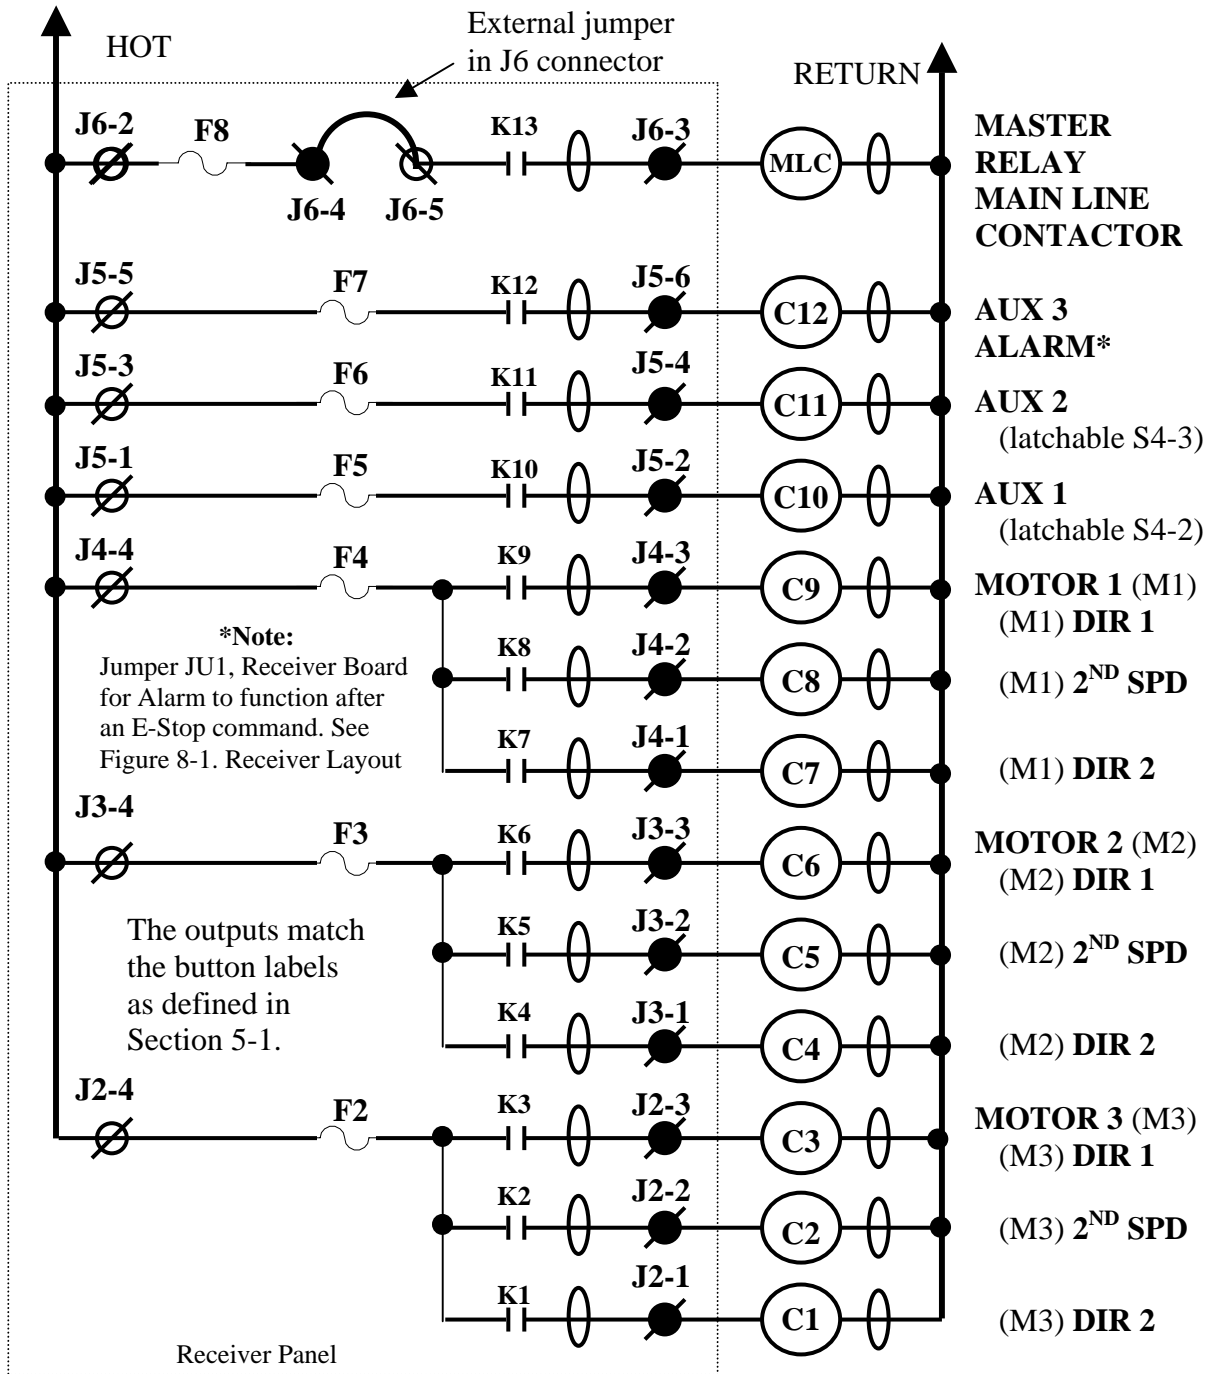 HOT
External jumper
in J6 connector
RETURN
J6-2
F8
K13
J6-3
J6-4
J6-5
MLC
MASTER
RELAY
MAIN LINE
CONTACTOR
J5-5
F7
K12
J5-6
C12
AUX 3
ALARM*
J5-3
F6
K11
J5-4
C11
AUX 2
(latchable S4-3)
J5-1
F5
K10
J5-2
C10
AUX 1
(latchable S4-2)
J4-4
F4
K9
J4-3
C9
MOTOR 1 (M1)
(M1) DIR 1
*Note:
Jumper JU1, Receiver Board
for Alarm to function after
an E-Stop command. See
Figure 8-1. Receiver Layout
K8
J4-2
C8
(M1) 2ND SPD
K7
J4-1
C7
(M1) DIR 2
J3-4
F3
K6
J3-3
C6
MOTOR 2 (M2)
(M2) DIR 1
The outputs match
the button labels
as defined in
Section 5-1.
K5
J3-2
C5
(M2) 2ND SPD
K4
J3-1
C4
(M2) DIR 2
J2-4
F2
K3
J2-3
C3
MOTOR 3 (M3)
(M3) DIR 1
K2
J2-2
C2
(M3) 2ND SPD
K1
J2-1
C1
(M3) DIR 2
Receiver Panel